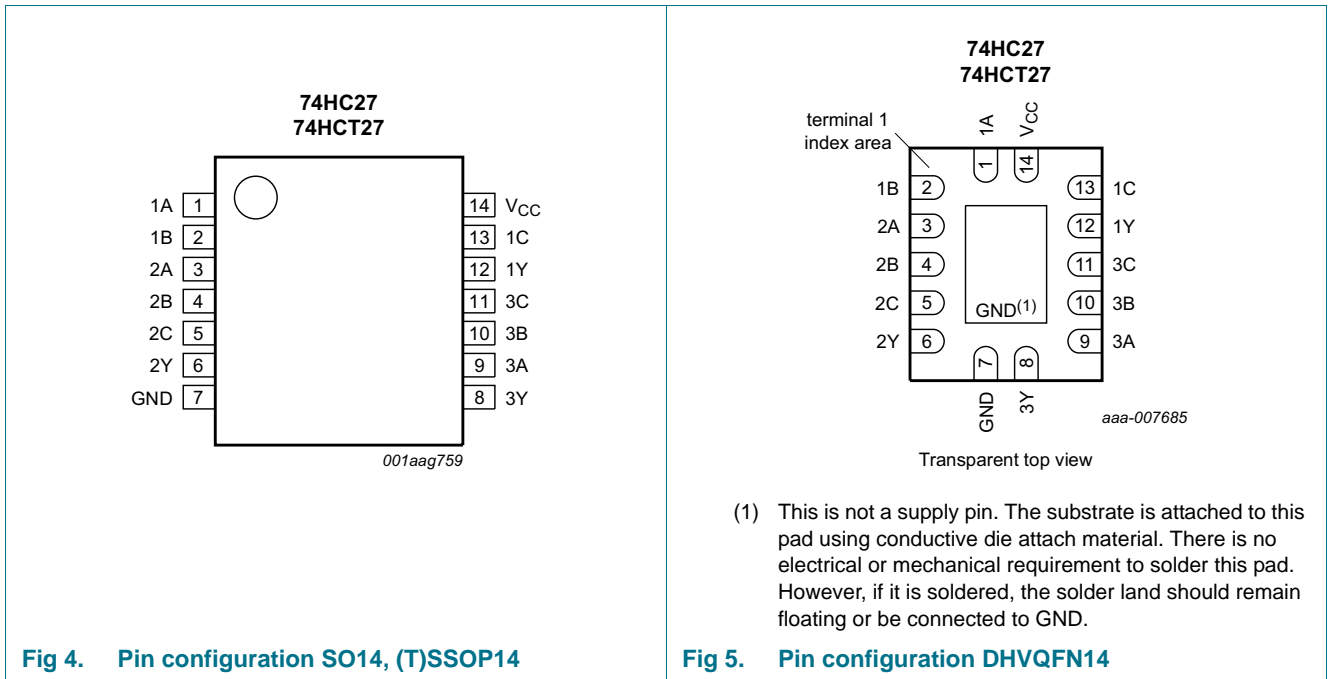 74HC27
74HCT27
1A 1
1B 2
2A 3
2B 4
2C 5
2Y 6
GND 7
14 VCC
13 1C
12 1Y
11 3C
10 3B
9 3A
8 3Y
001aag759
Fig 4. Pin configuration SO14, (T)SSOP14
74HC27
74HCT27
terminal 1
index area
1A
VCC
1
14
1B 2
2A 3
2B 4
2C 5
2Y 6
13 1C
12 1Y
11 3C
10 3B
9 3A
GND(1)
7
8
GND
3Y
aaa-007685
Transparent top view
(1) This is not a supply pin. The substrate is attached to this
pad using conductive die attach material. There is no
electrical or mechanical requirement to solder this pad.
However, if it is soldered, the solder land should remain
floating or be connected to GND.
Fig 5. Pin configuration DHVQFN14